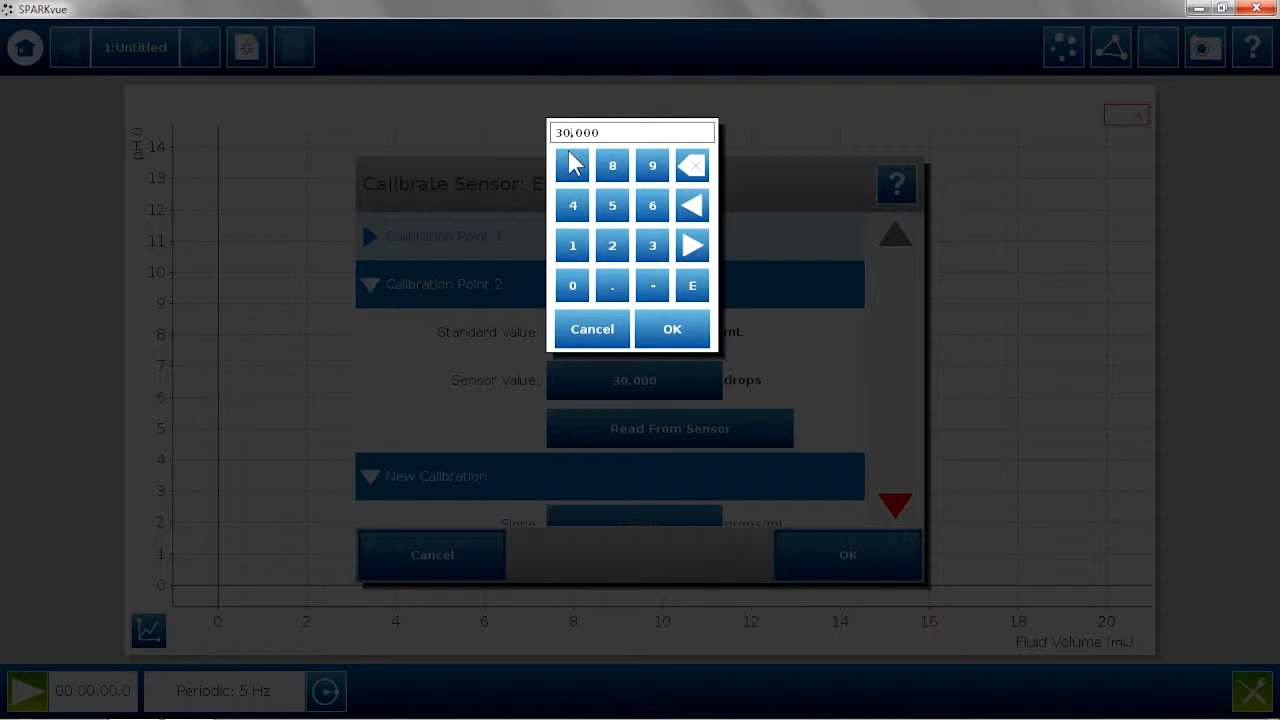 SPARKvue
1:Untitled
?
pH ()
14
13
12
11
10
9
8
7
6
5
4
3
2
1
0
Calibrate Sensor: E
?
Calibration Point 1
Calibration Point 2
Standard Value:
mL
Sensor Value:
30.000
drops
Read From Sensor
New Calibration
Slope:
drops/mL
Cancel
OK
30.000
8
9
4
5
6
1
2
3
0
.
-
E
Cancel
OK
0
2
4
6
8
10
12
14
16
18
20
Fluid Volume (mL)
00:00:00.0
Periodic: 5 Hz